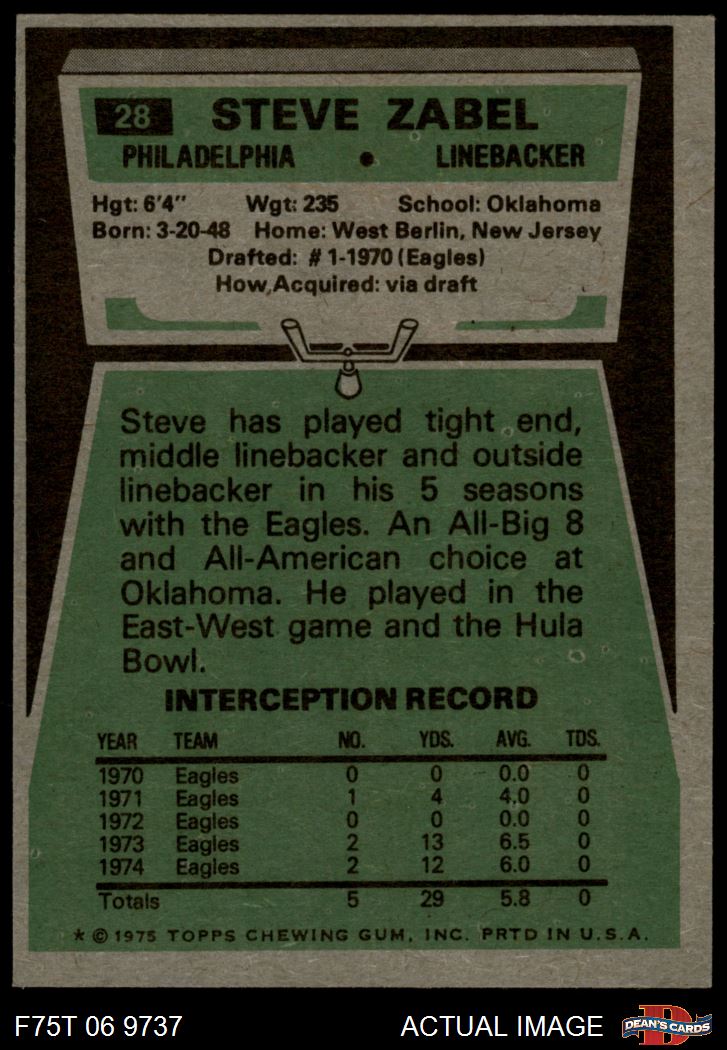 28 STEVE ZABEL
PHILADELPHIA • LINEBACKER
Hgt: 6'4" Wgt: 235 School: Oklahoma
Born: 3-20-48 Home: West Berlin, New Jersey
Drafted: #1-1970 (Eagles)
How Acquired: via draft
Steve has played tight end,
middle linebacker and outside
linebacker in his 5 seasons
with the Eagles. An All-Big 8
and All-American choice at
Oklahoma. He played in the
East-West game and the Hula
Bowl.
INTERCEPTION RECORD
YEAR TEAM NO. YDS. AVG. TDS.
1970 Eagles 0 0 0.0 0
1971 Eagles 1 4 4.0 0
1972 Eagles 0 0 0.0 0
1973 Eagles 2 13 6.5 0
1974 Eagles 2 12 6.0 0
Totals 5 29 5.8 0
* © 1975 TOPPS CHEWING GUM, INC. PRTD IN U.S.A.
F75T 06 9737 ACTUAL IMAGE D DEAN'S CARDS